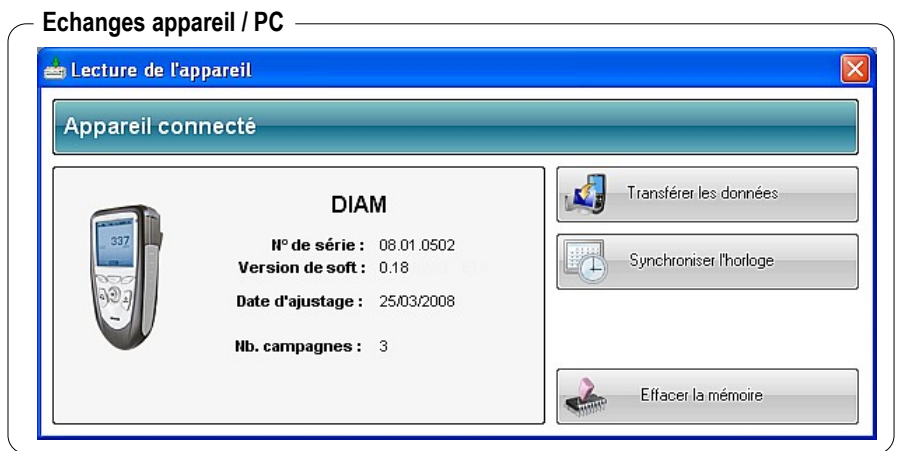 Echanges appareil / PC
Lecture de l'appareil
Appareil connecté
337
DIAM
N° de série : 08.01.0502
Version de soft : 0.18
Date d'ajustage : 25/03/2008
Nb. campagnes : 3
Transférer les données
Synchroniser l'horloge
Effacer la mémoire